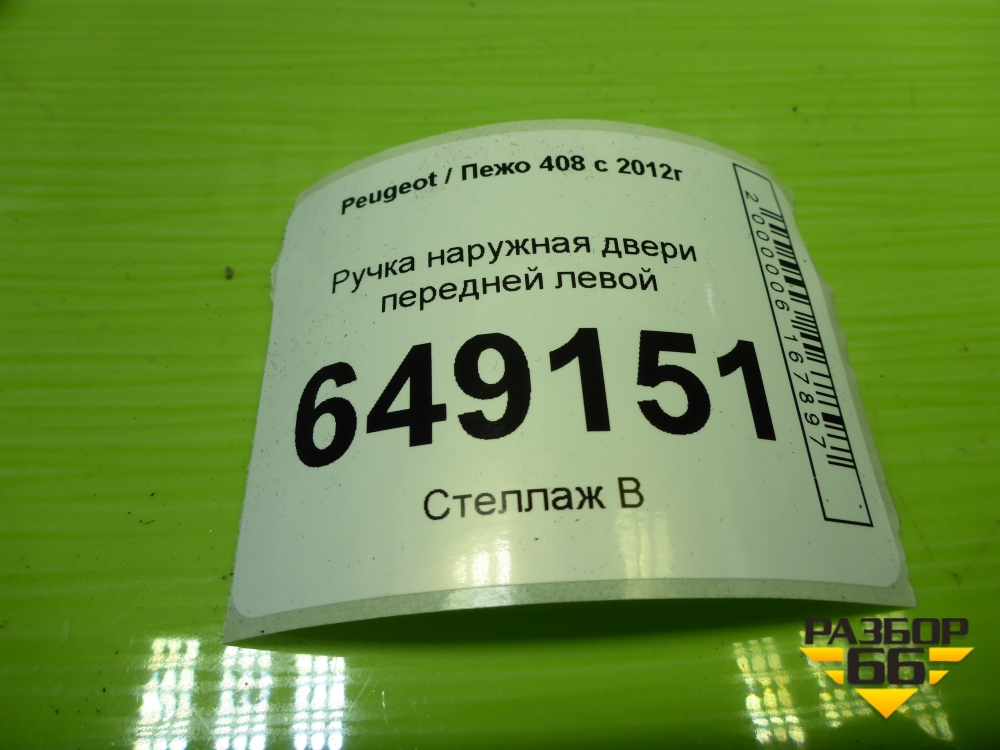 Peugeot / Пежо 408 с 2012г
Ручка наружная двери
передней левой
649151
Стеллаж В
2000006167897
РАЗБОР
66